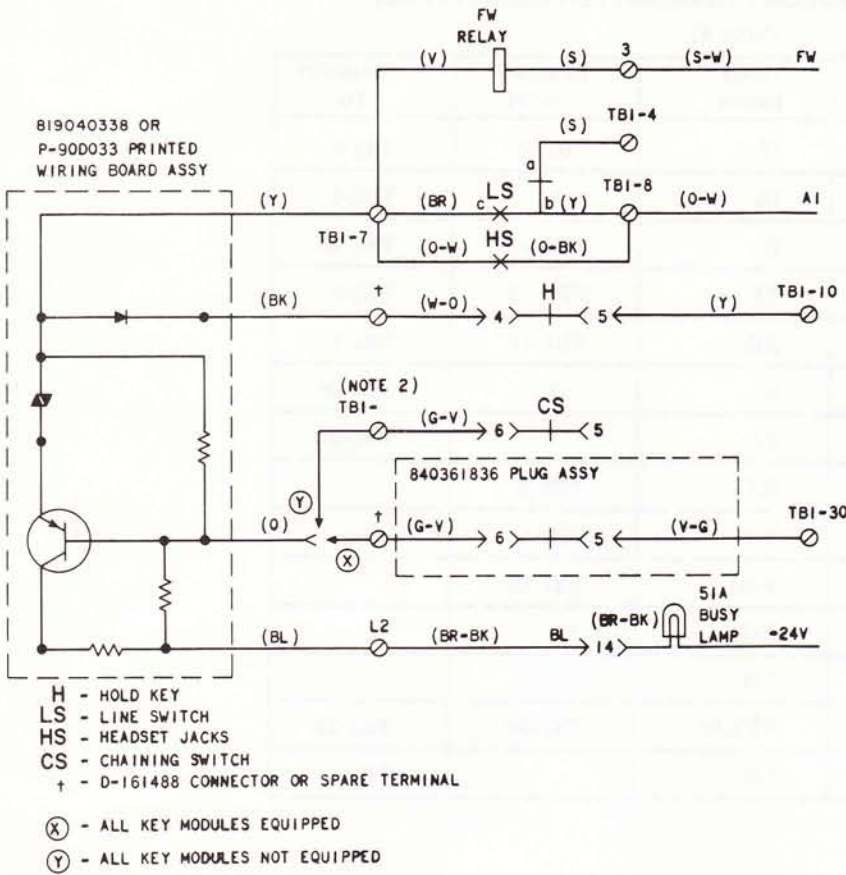 FW
RELAY
(V) (S) 3 (S-W) FW
819040338 OR
P-90D033 PRINTED
WIRING BOARD ASSY
(S) TB1-4
a
(Y) (BR) c LS b (Y) TB1-8 (O-W) A1
TB1-7 (O-W) HS (O-BK)
(BK) † (W-O) 4 H 5 (Y) TB1-10
(NOTE 2)
TB1- (G-V) 6 CS 5
Y
840361836 PLUG ASSY
(O) X † (G-V) 6 5 (V-G) TB1-30
51A
BUSY
LAMP
(BL) L2 (BR-BK) BL 14 (BR-BK) -24V
H - HOLD KEY
LS - LINE SWITCH
HS - HEADSET JACKS
CS - CHAINING SWITCH
† - D-161488 CONNECTOR OR SPARE TERMINAL
X - ALL KEY MODULES EQUIPPED
Y - ALL KEY MODULES NOT EQUIPPED